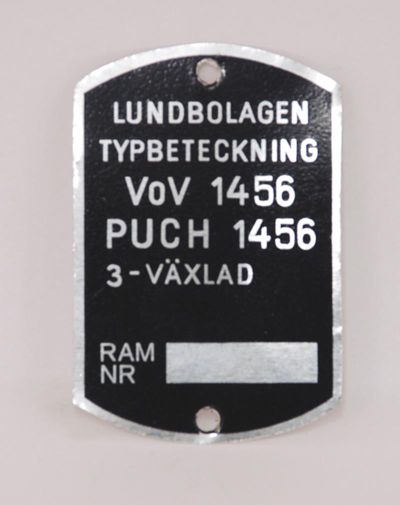 LUNDBOLAGEN
TYPBETECKNING
VoV 1456
PUCH 1456
3-VÄXLAD
RAM
NR